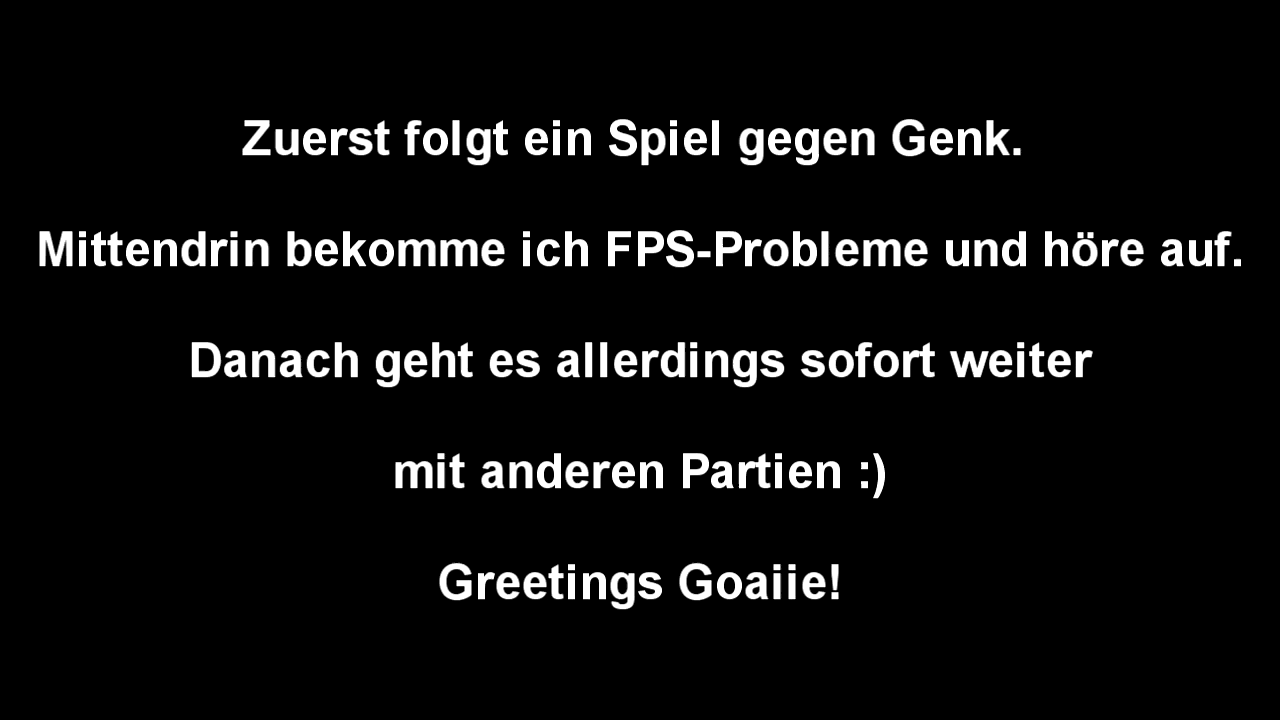 Zuerst folgt ein Spiel gegen Genk.
Mittendrin bekomme ich FPS-Probleme und höre auf.
Danach geht es allerdings sofort weiter
mit anderen Partien :)
Greetings Goaiie!